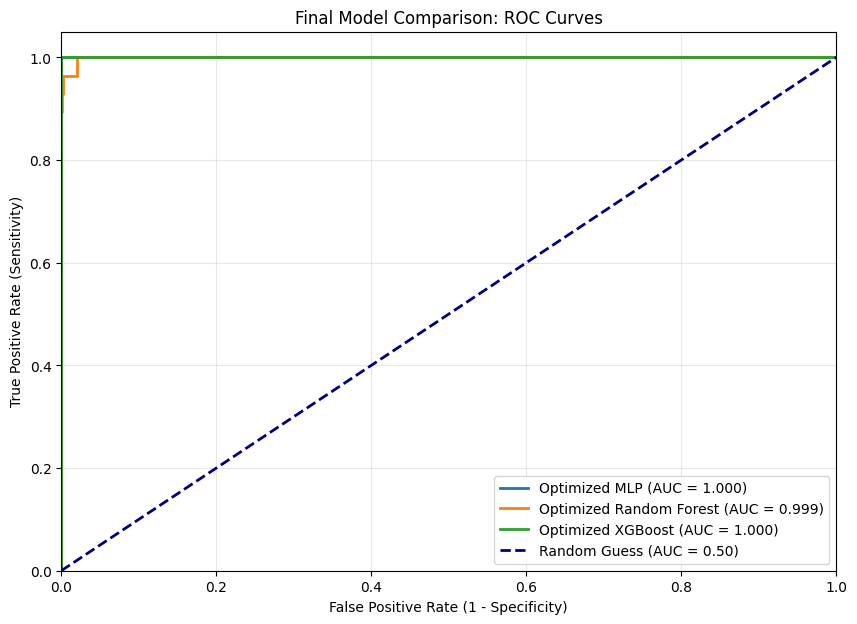 Final Model Comparison: ROC Curves
True Positive Rate (Sensitivity)
1.0
0.8
0.6
0.4
0.2
0.0
Optimized MLP (AUC = 1.000)
Optimized Random Forest (AUC = 0.999)
Optimized XGBoost (AUC = 1.000)
Random Guess (AUC = 0.50)
0.0 0.2 0.4 0.6 0.8 1.0
False Positive Rate (1 - Specificity)